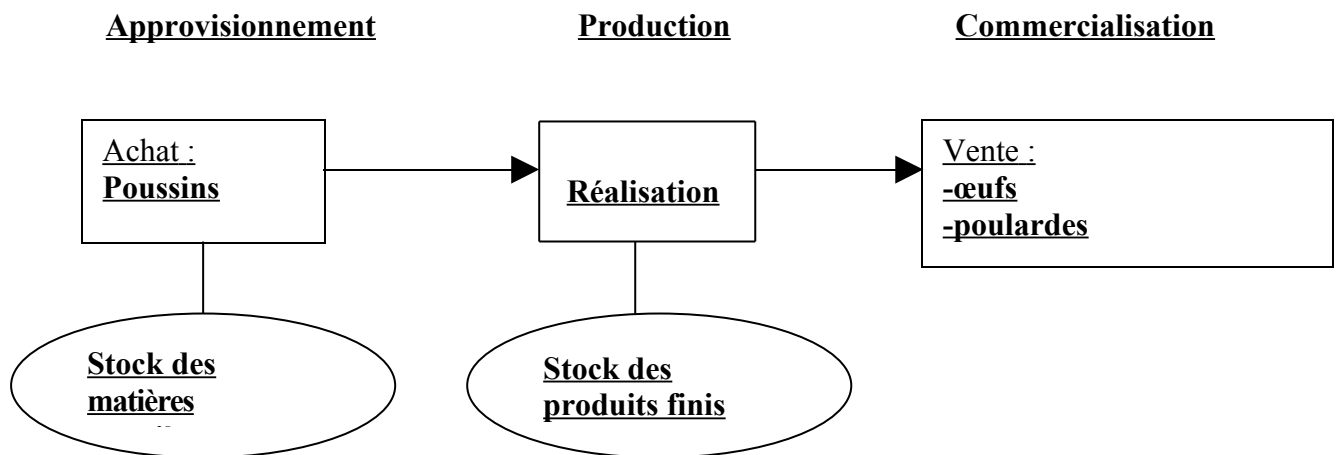 Approvisionnement Production Commercialisation
Achat :
Poussins
Réalisation
Vente :
-œufs
-poulardes
Stock des
matières
Stock des
produits finis